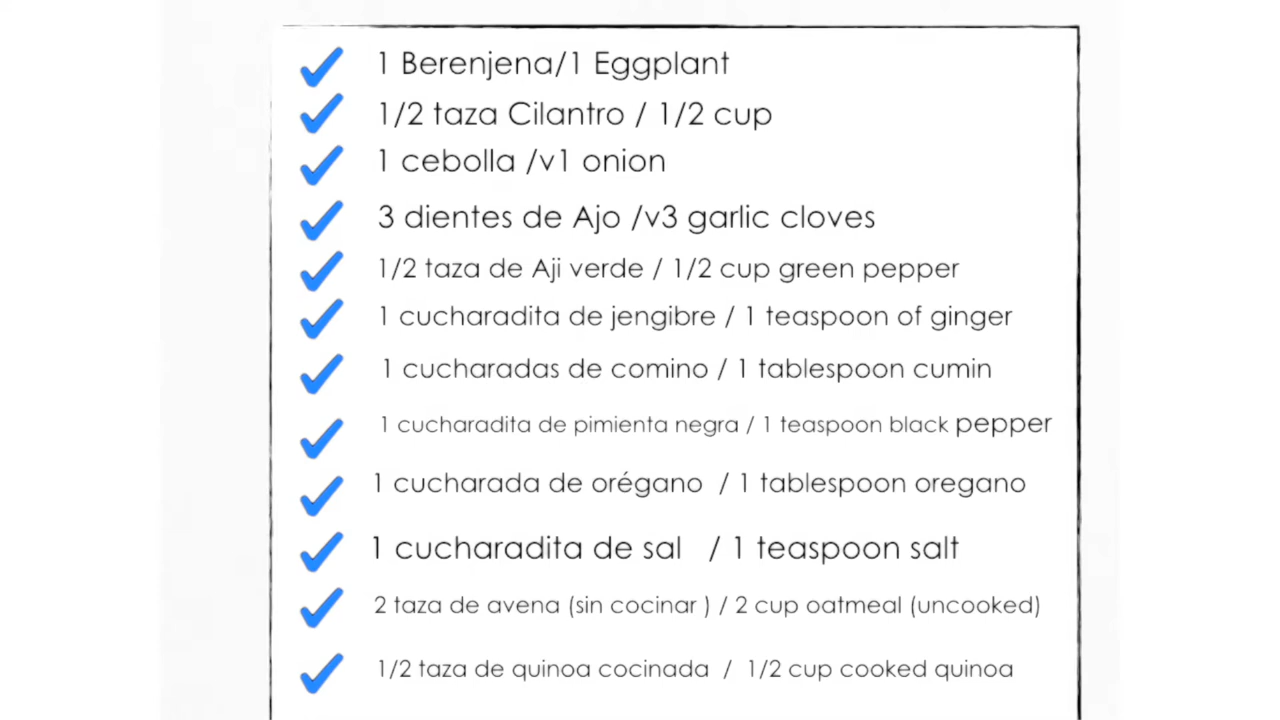 1 Berenjena/1 Eggplant
1/2 taza Cilantro / 1/2 cup
1 cebolla /v1 onion
3 dientes de Ajo /v3 garlic cloves
1/2 taza de Aji verde / 1/2 cup green pepper
1 cucharadita de jengibre / 1 teaspoon of ginger
1 cucharadas de comino / 1 tablespoon cumin
1 cucharadita de pimienta negra / 1 teaspoon black pepper
1 cucharada de orégano / 1 tablespoon oregano
1 cucharadita de sal / 1 teaspoon salt
2 taza de avena (sin cocinar ) / 2 cup oatmeal (uncooked)
1/2 taza de quinoa cocinada / 1/2 cup cooked quinoa